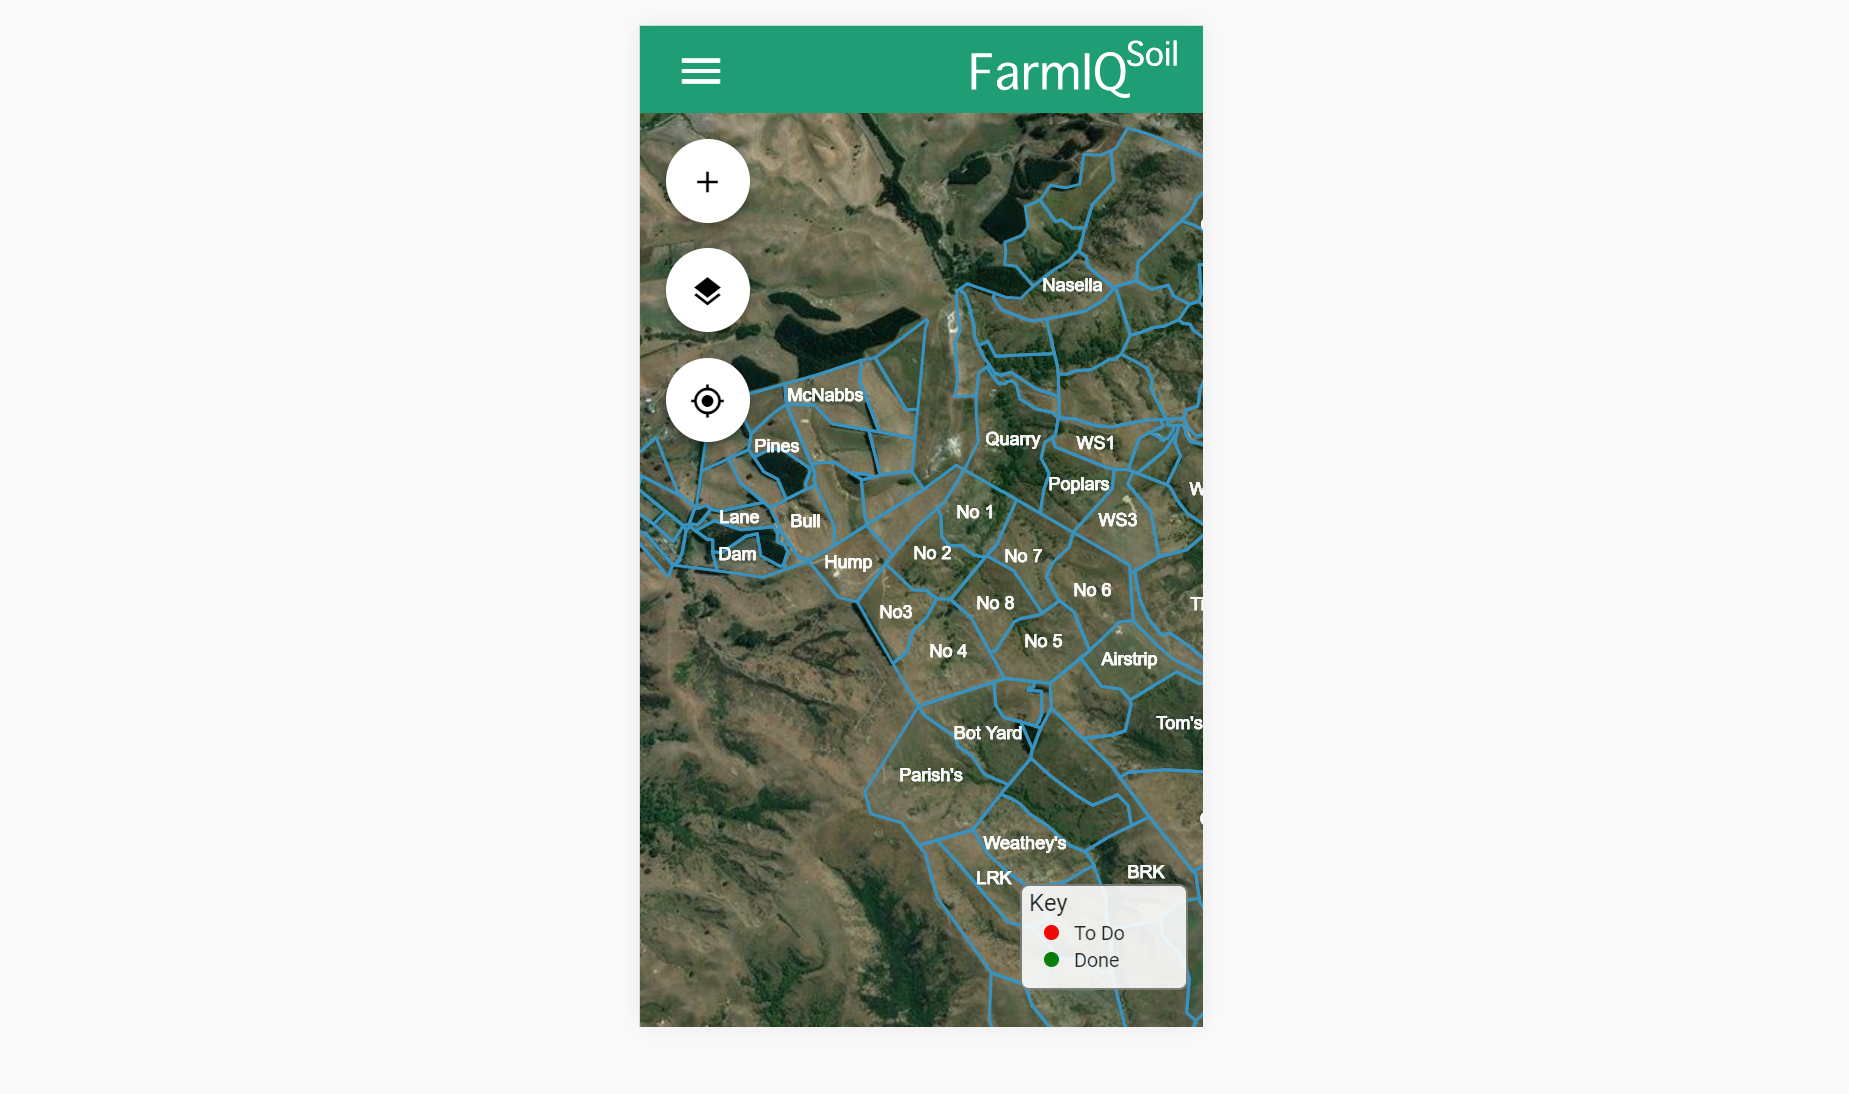 FarmIQ Soil
Nasella
McNabbs
Quarry
WS1
Pines
Poplars
No 1
Lane
Bull
WS3
No 2
No 7
Dam
Hump
No 6
No 8
No3
No 5
No 4
Airstrip
Tom's
Bot Yard
Parish's
Weathey's
BRK
LRK
Key
To Do
Done